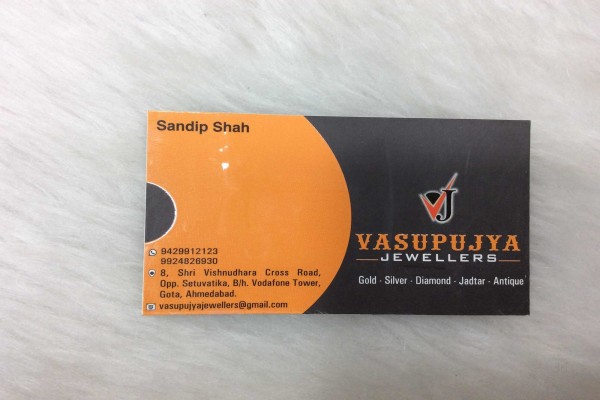 Sandip Shah
9429912123
9924826930
8, Shri Vishnudhara Cross Road,
Opp. Setuvatika, B/h. Vodafone Tower,
Gota, Ahmedabad.
vasupujyajewellers@gmail.com
VJ
VASUPUJYA
JEWELLERS
Gold - Silver - Diamond - Jadtar - Antique